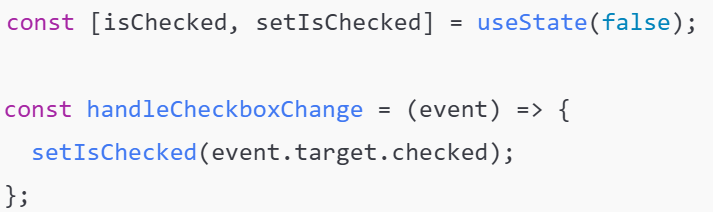 const [isChecked, setIsChecked] = useState(false);
const handleCheckboxChange = (event) => {
  setIsChecked(event.target.checked);
};